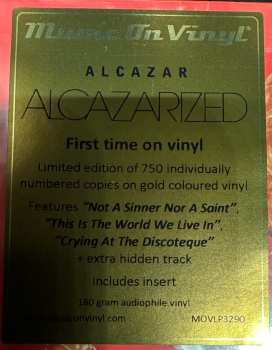 Music On Vinyl
ALCAZAR
ALCAZARIZED
First time on vinyl
Limited edition of 750 individually
numbered copies on gold coloured vinyl
Features "Not A Sinner Nor A Saint",
"This Is The World We Live In",
"Crying At The Discoteque"
+ extra hidden track
Includes insert
180 gram audiophile vinyl
MOVLP3290